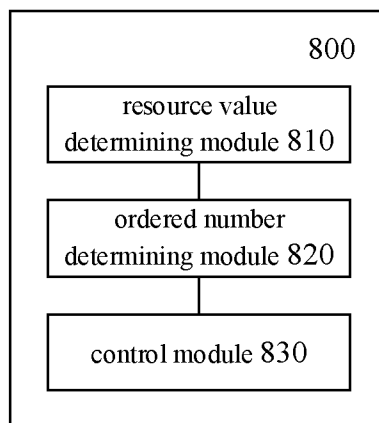 800
resource value
determining module 810
ordered number
determining module 820
control module 830